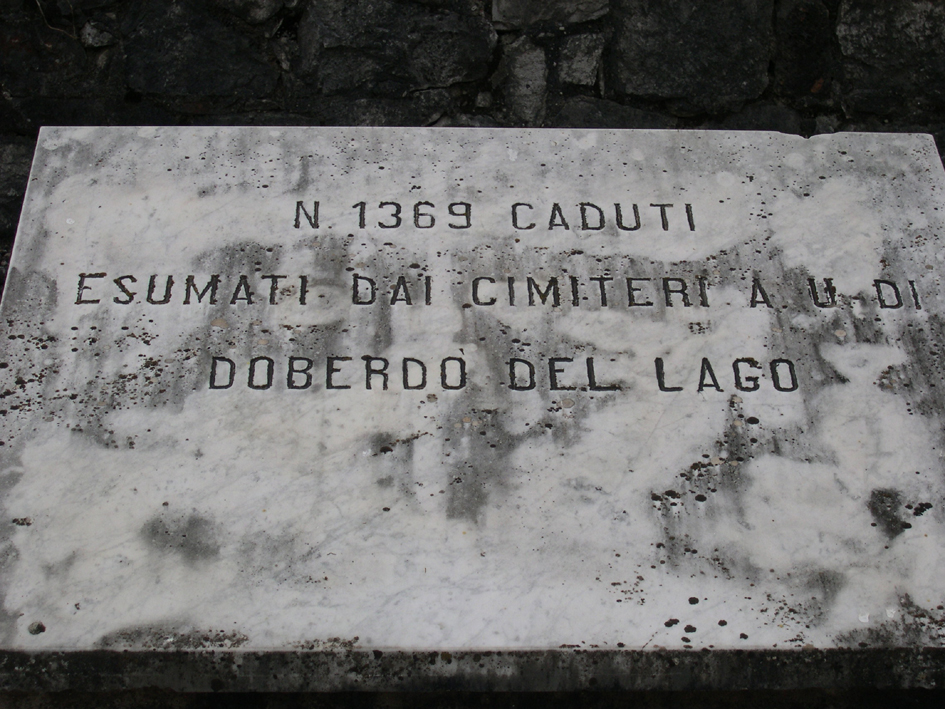 N. 1369 CADUTI
ESUMATI DAI CIMITERI A. U. DI
DOBERDO' DEL LAGO